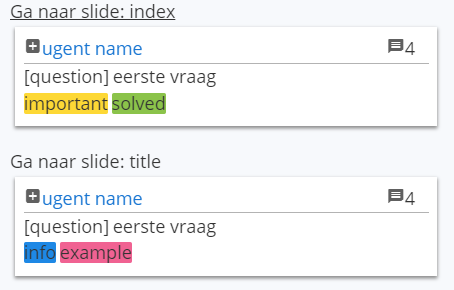 Ga naar slide: index
ugent name 4
[question] eerste vraag
important solved
Ga naar slide: title
ugent name 4
[question] eerste vraag
info example